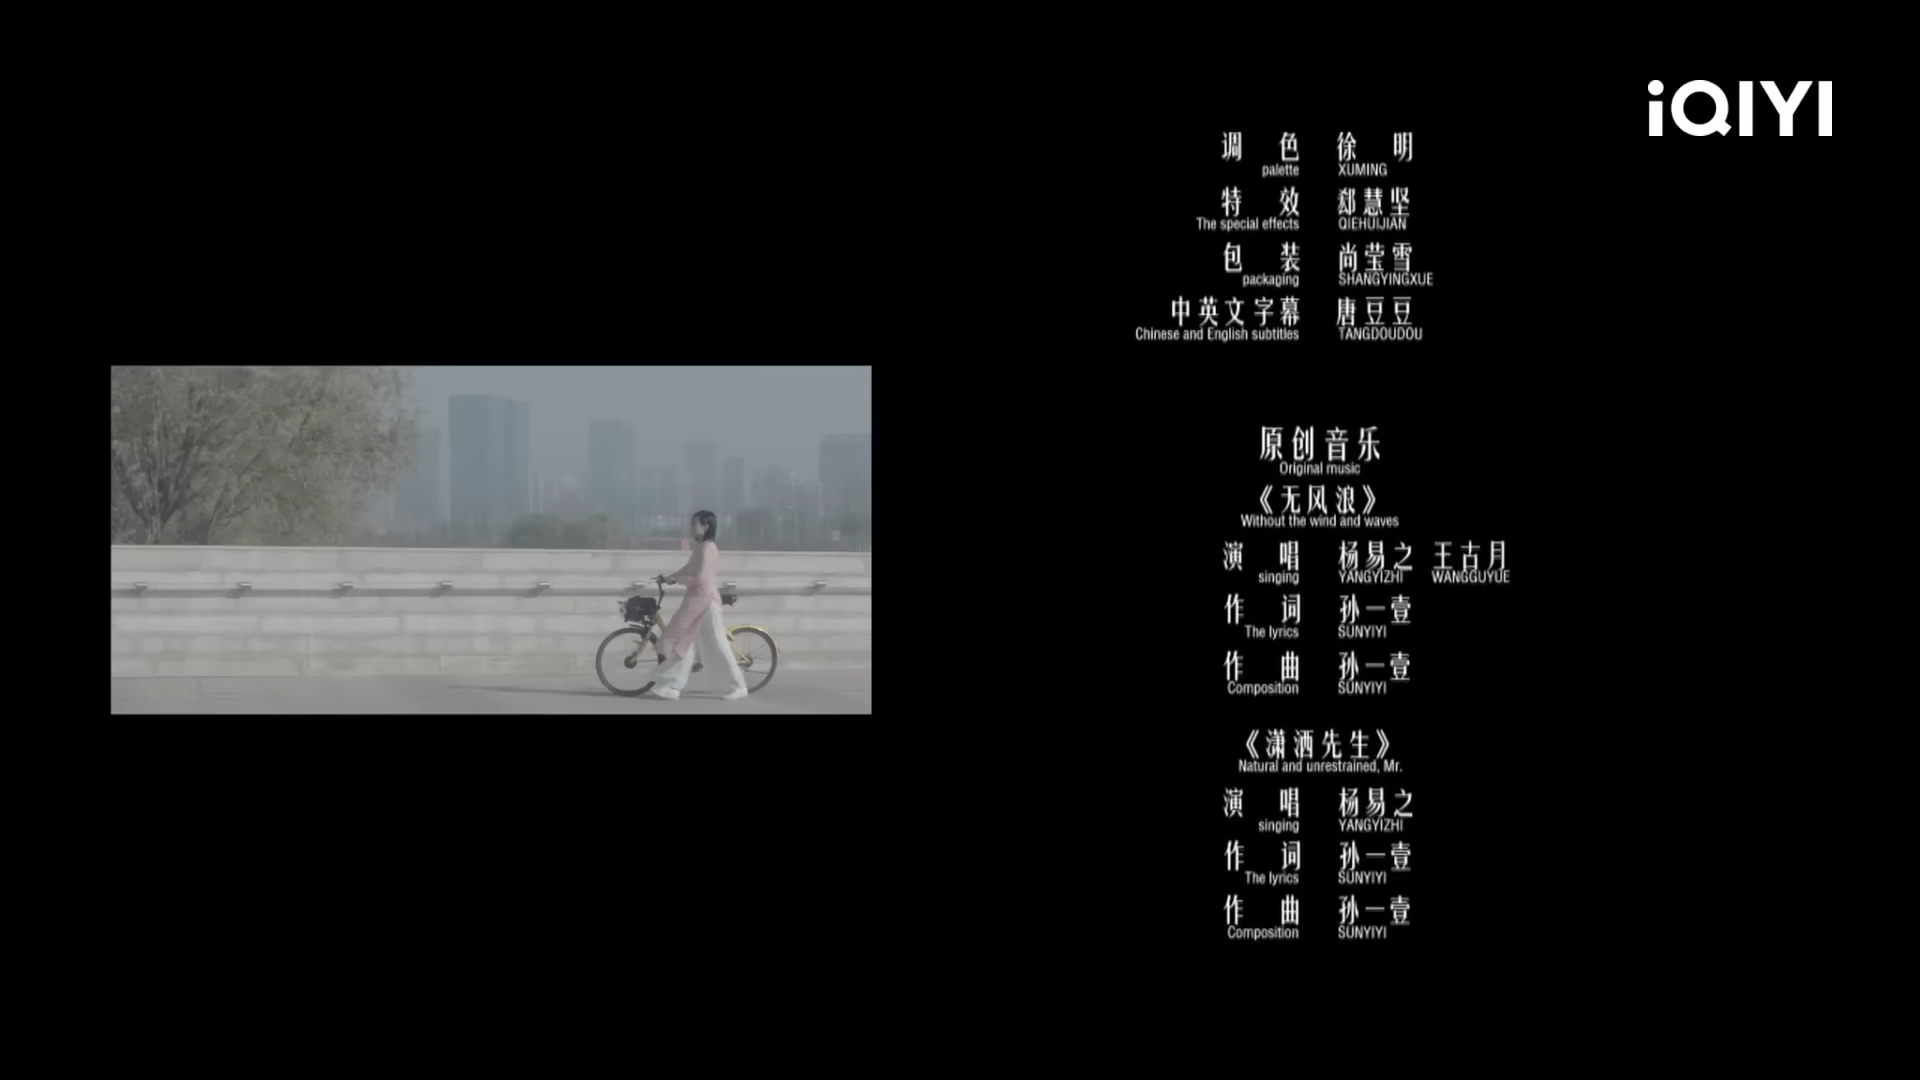 iQIYI
调色 徐明
palette XUMING
特效 郄慧坚
The special effects QIEHUIJIAN
包装 尚莹雪
packaging SHANGYINGXUE
中英文字幕 唐豆豆
Chinese and English subtitles TANGDOUDOU
原创音乐
Original music
《无风浪》
Without the wind and waves
演唱 杨易之 王古月
singing YANGYIZHI WANGGUYUE
作词 孙一壹
The lyrics SUNYIYI
作曲 孙一壹
Composition SUNYIYI
《潇洒先生》
Natural and unrestrained, Mr.
演唱 杨易之
singing YANGYIZHI
作词 孙一壹
The lyrics SUNYIYI
作曲 孙一壹
Composition SUNYIYI